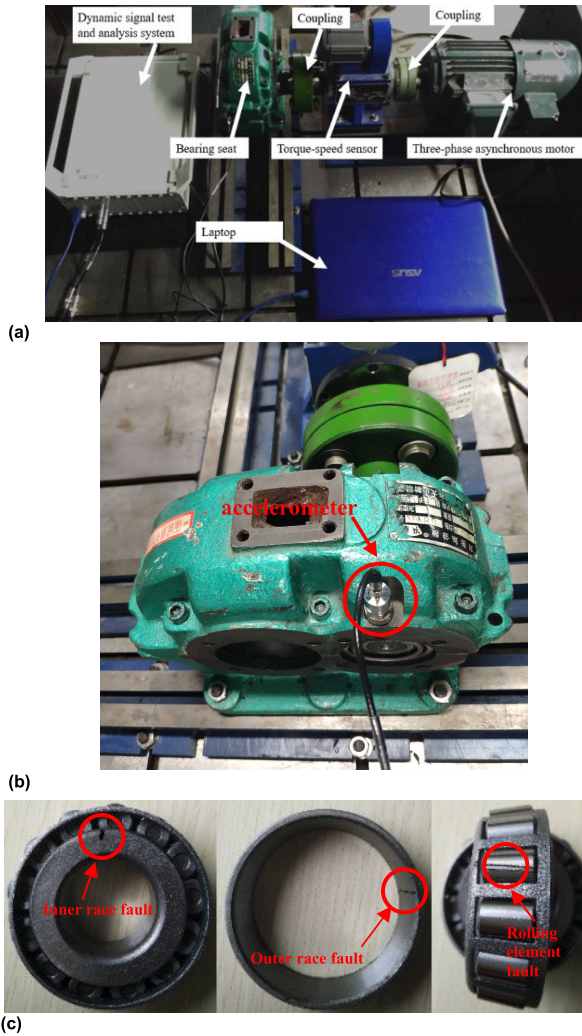 Dynamic signal test
and analysis system
Coupling
Coupling
Bearing seat
Torque-speed sensor
Three-phase asynchronous motor
Laptop
ASUS
(a)
accelerometer
(b)
Inner race fault
Outer race fault
Rolling
element
fault
(c)